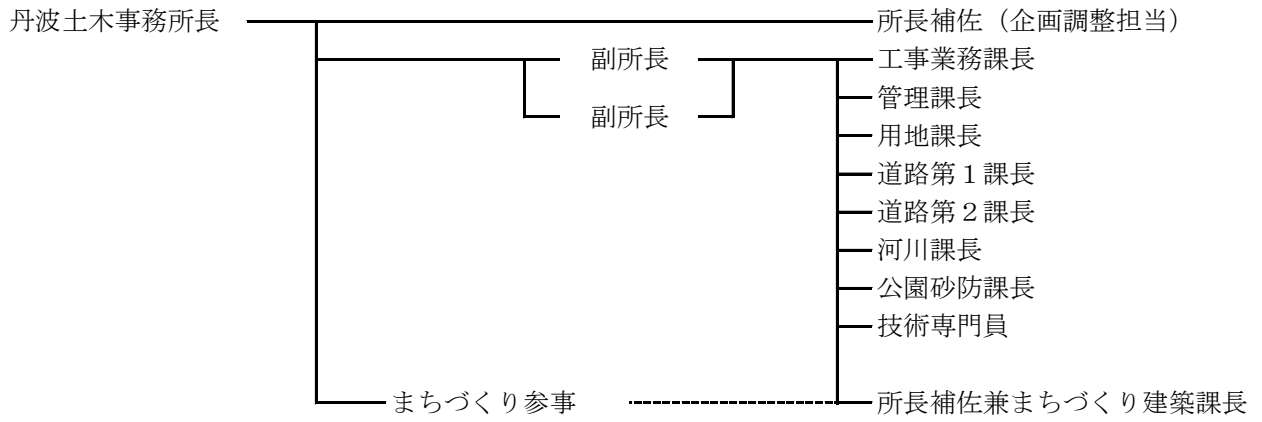 丹波土木事務所長 所長補佐（企画調整担当）
副所長 工事業務課長
管理課長
副所長
用地課長
道路第１課長
道路第２課長
河川課長
公園砂防課長
技術専門員
まちづくり参事 所長補佐兼まちづくり建築課長